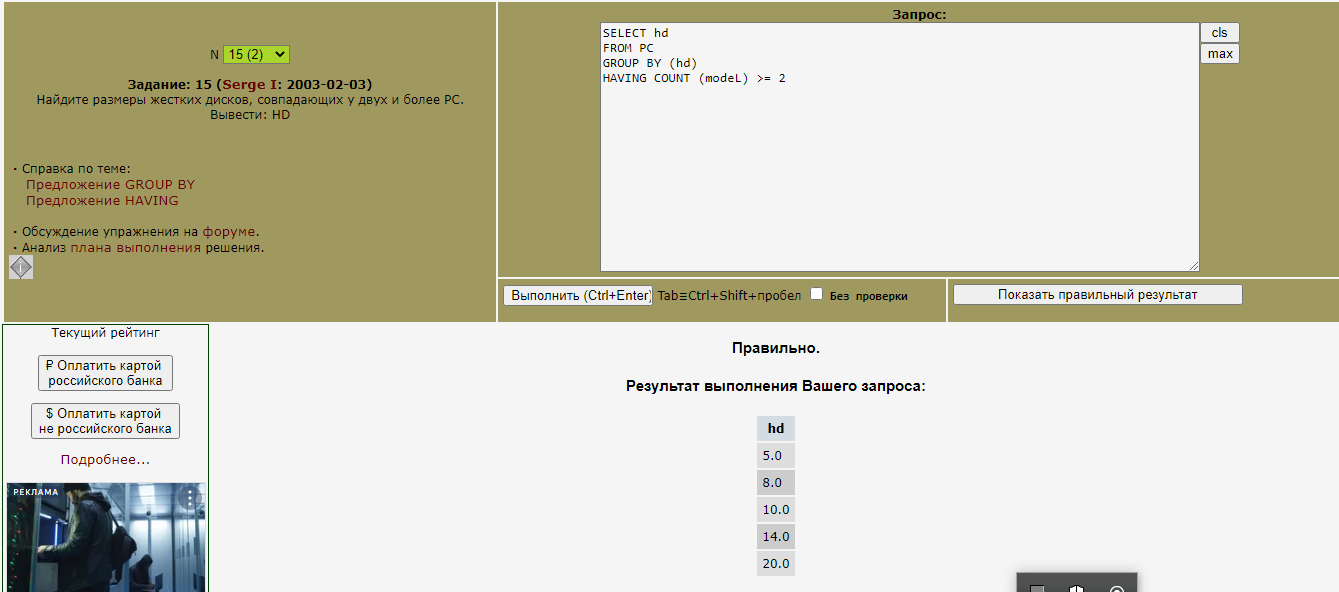 N 15 (2)
Задание: 15 (Serge I: 2003-02-03)
Найдите размеры жестких дисков, совпадающих у двух и более PC.
Вывести: HD
· Справка по теме:
Предложение GROUP BY
Предложение HAVING
· Обсуждение упражнения на форуме.
· Анализ плана выполнения решения.
Запрос:
SELECT hd
FROM PC
GROUP BY (hd)
HAVING COUNT (modeL) >= 2
cls
max
Выполнить (Ctrl+Enter) Tab≡Ctrl+Shift+пробел Без проверки
Показать правильный результат
Текущий рейтинг
₽ Оплатить картой
российского банка
$ Оплатить картой
не российского банка
Подробнее...
РЕКЛАМА
Правильно.
Результат выполнения Вашего запроса:
hd
5.0
8.0
10.0
14.0
20.0